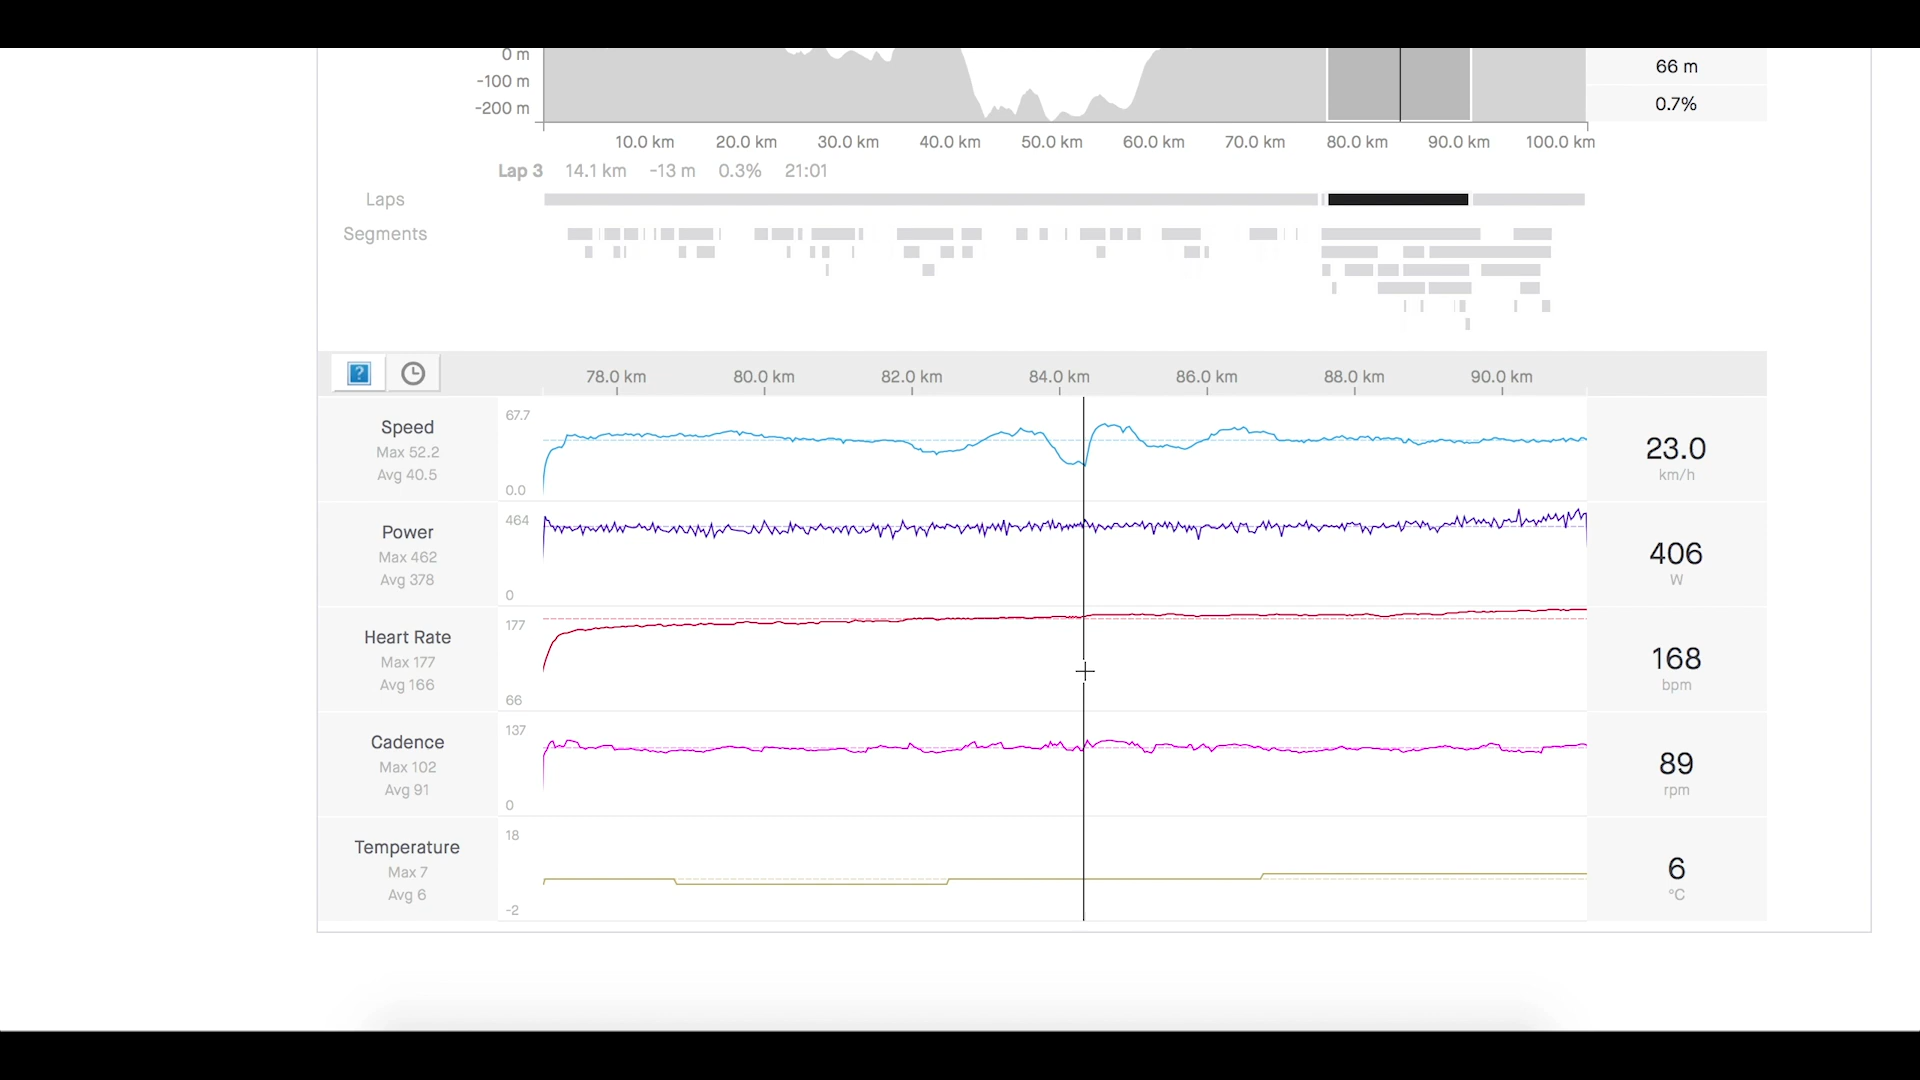 0 m
66 m
-100 m
0.7%
-200 m
10.0 km 20.0 km 30.0 km 40.0 km 50.0 km 60.0 km 70.0 km 80.0 km 90.0 km 100.0 km
Lap 3 14.1 km -13 m 0.3% 21:01
Laps
Segments
?
78.0 km 80.0 km 82.0 km 84.0 km 86.0 km 88.0 km 90.0 km
Speed
Max 52.2
Avg 40.5
67.7
0.0
23.0
km/h
Power
Max 462
Avg 378
464
0
406
W
Heart Rate
Max 177
Avg 166
177
66
168
bpm
Cadence
Max 102
Avg 91
137
0
89
rpm
Temperature
Max 7
Avg 6
18
-2
6
°C